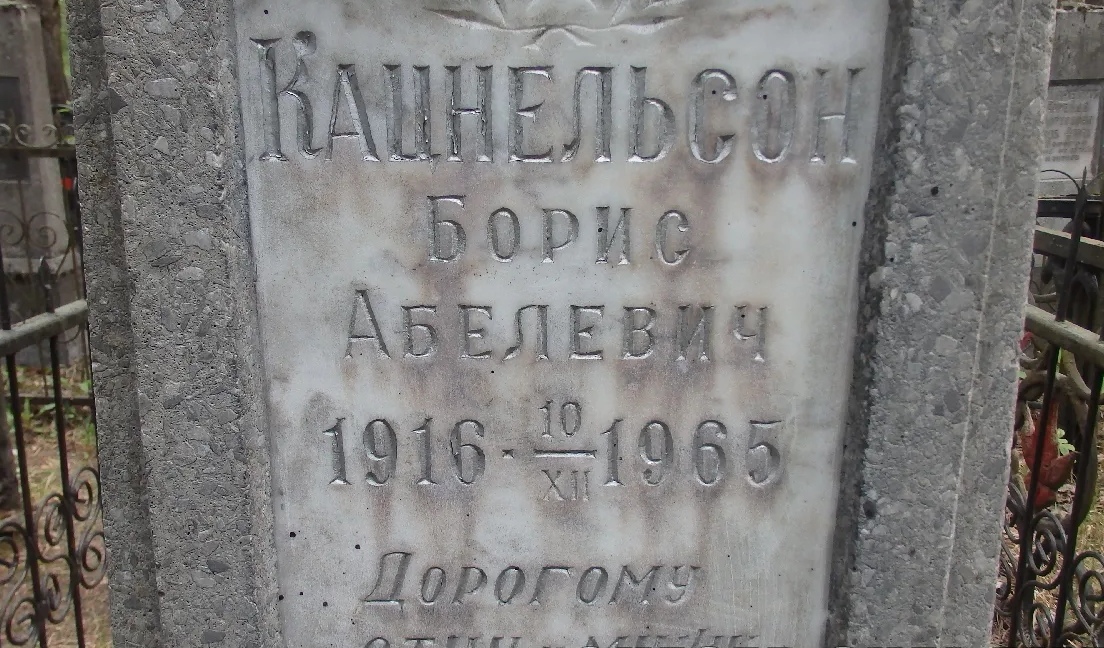 Кацнельсон
Борис
Абелевич
1916 - 10/XII 1965
Дорогому